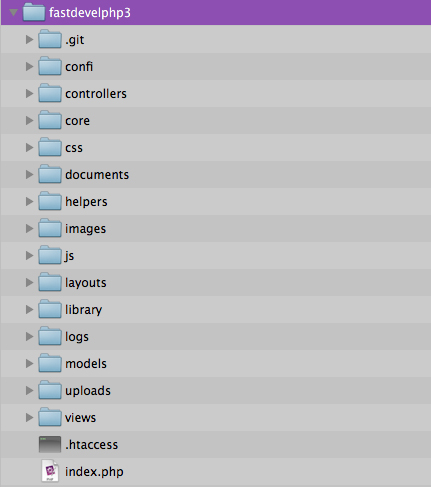 fastdevelphp3
.git
confi
controllers
core
css
documents
helpers
images
js
layouts
library
logs
models
uploads
views
.htaccess
index.php